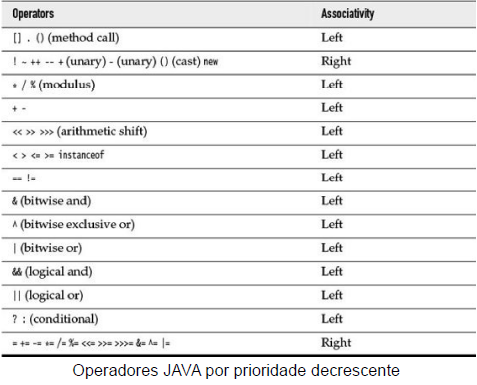 Operators Associativity
[] . () (method call) Left
! ~ ++ -- + (unary) - (unary) () (cast) new Right
* / % (modulus) Left
+ - Left
<< >> >>> (arithmetic shift) Left
< > <= >= instanceof Left
== != Left
& (bitwise and) Left
^ (bitwise exclusive or) Left
| (bitwise or) Left
&& (logical and) Left
|| (logical or) Left
? : (conditional) Left
= += -= *= /= %= <<= >>= >>>= &= ^= |= Right
Operadores JAVA por prioridade decrescente